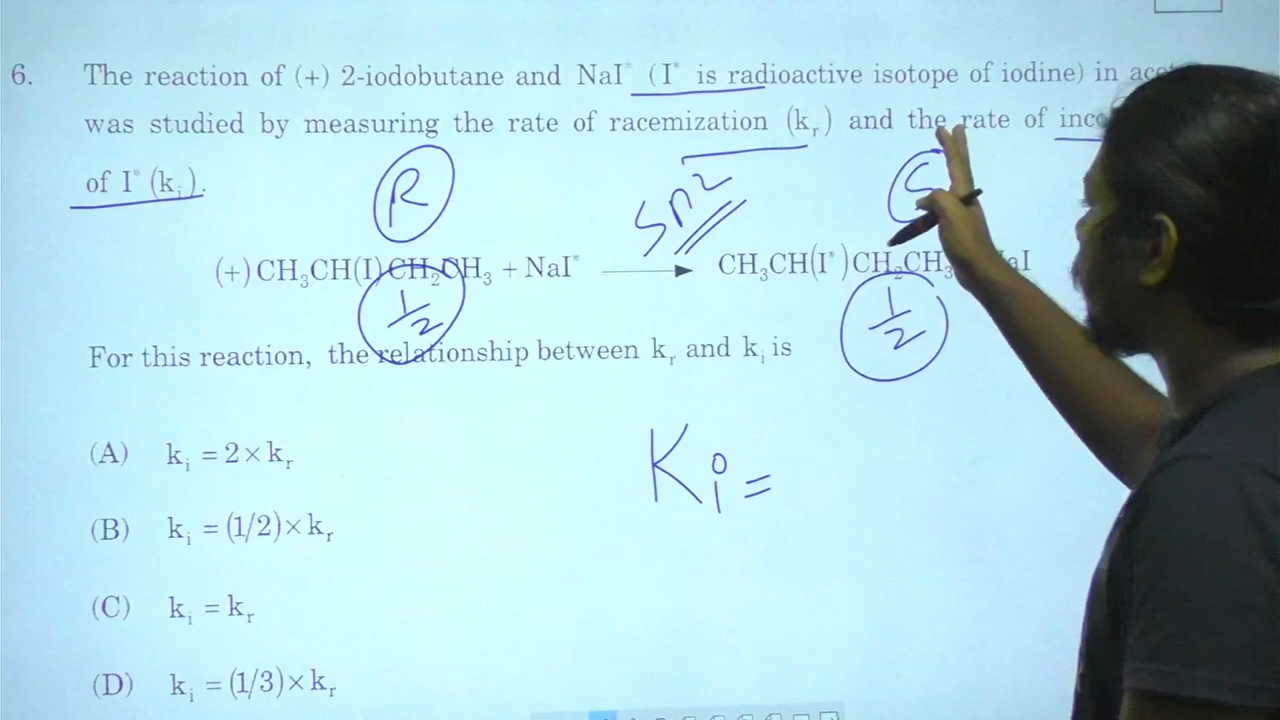 6. The reaction of (+) 2-iodobutane and NaI* (I* is radioactive isotope of iodine) in
was studied by measuring the rate of racemization (kᵣ) and the rate of
of I* (kᵢ).
R
SN2
S
(+)CH₃CH(I)CH₂CH₃ + NaI* ⟶ CH₃CH(I*)CH₂CH₃
1/2
1/2
For this reaction, the relationship between kᵣ and kᵢ is
Ki =
(A) kᵢ = 2×kᵣ
(B) kᵢ = (1/2)×kᵣ
(C) kᵢ = kᵣ
(D) kᵢ = (1/3)×kᵣ